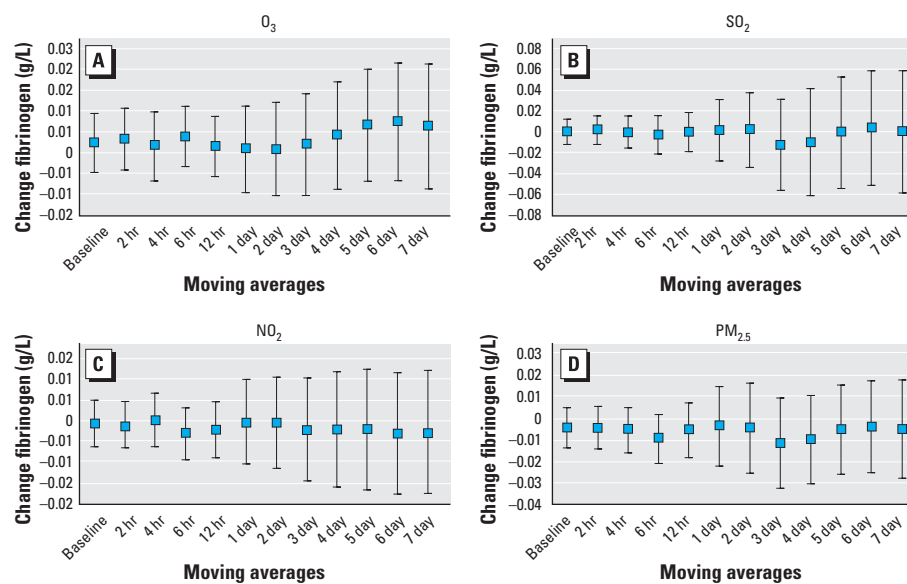 O3
A
Change fibrinogen (g/L)
0.03
0.02
0.02
0.01
0.01
0
–0.01
–0.01
–0.02
Baseline
2 hr
4 hr
6 hr
12 hr
1 day
2 day
3 day
4 day
5 day
6 day
7 day
Moving averages
SO2
B
Change fibrinogen (g/L)
0.08
0.06
0.04
0.02
0
–0.02
–0.04
–0.06
–0.08
Baseline
2 hr
4 hr
6 hr
12 hr
1 day
2 day
3 day
4 day
5 day
6 day
7 day
Moving averages
NO2
C
Change fibrinogen (g/L)
0.02
0.01
0.01
0
–0.01
–0.01
–0.02
–0.02
Baseline
2 hr
4 hr
6 hr
12 hr
1 day
2 day
3 day
4 day
5 day
6 day
7 day
Moving averages
PM2.5
D
Change fibrinogen (g/L)
0.03
0.02
0.01
0
–0.01
–0.02
–0.03
–0.04
Baseline
2 hr
4 hr
6 hr
12 hr
1 day
2 day
3 day
4 day
5 day
6 day
7 day
Moving averages